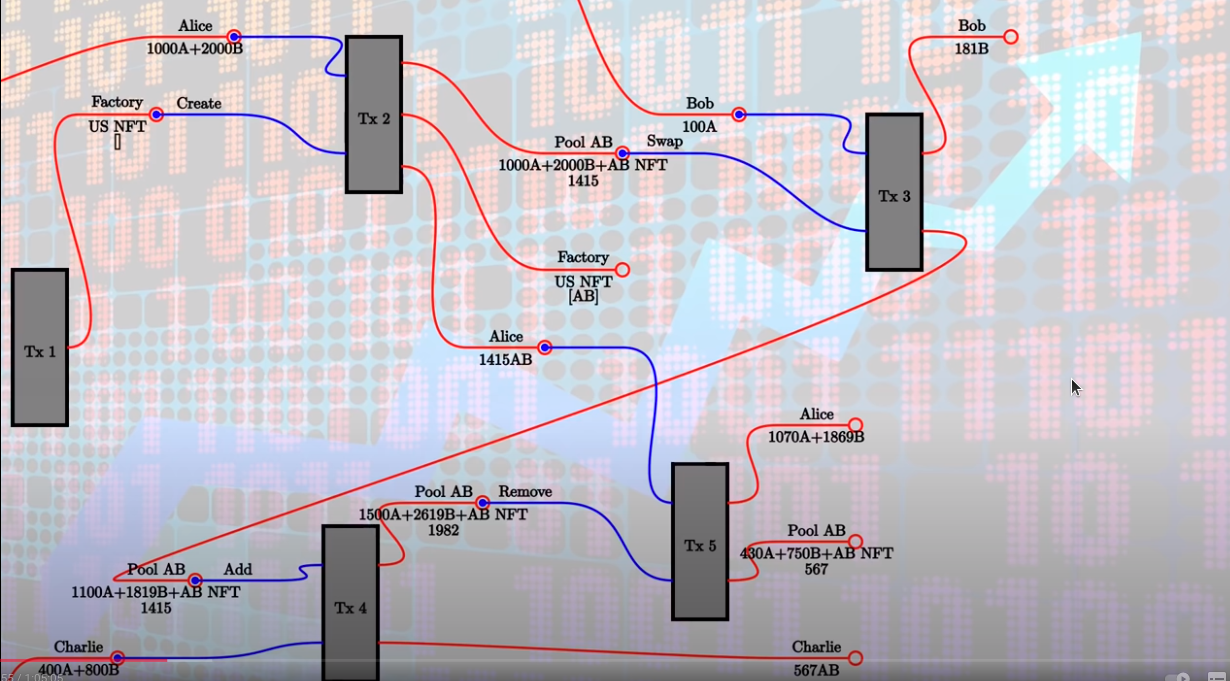 Alice
1000A+2000B
Factory
Create
US NFT
[]
Tx 1
Tx 2
Pool AB
Swap
1000A+2000B+AB NFT
1415
Factory
US NFT
[AB]
Alice
1415AB
Bob
100A
Tx 3
Bob
181B
Pool AB
Add
1100A+1819B+AB NFT
1415
Charlie
400A+800B
Tx 4
Pool AB
Remove
1500A+2619B+AB NFT
1982
Tx 5
Alice
1070A+1869B
Pool AB
430A+750B+AB NFT
567
Charlie
567AB
55 / 1:05:05